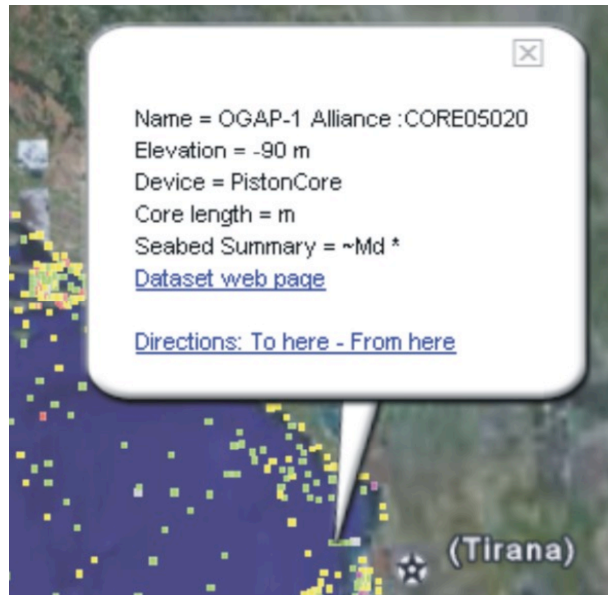 Name = OGAP-1 Alliance :CORE05020
Elevation = -90 m
Device = PistonCore
Core length = m
Seabed Summary = ~Md *
Dataset web page
Directions: To here - From here
(Tirana)